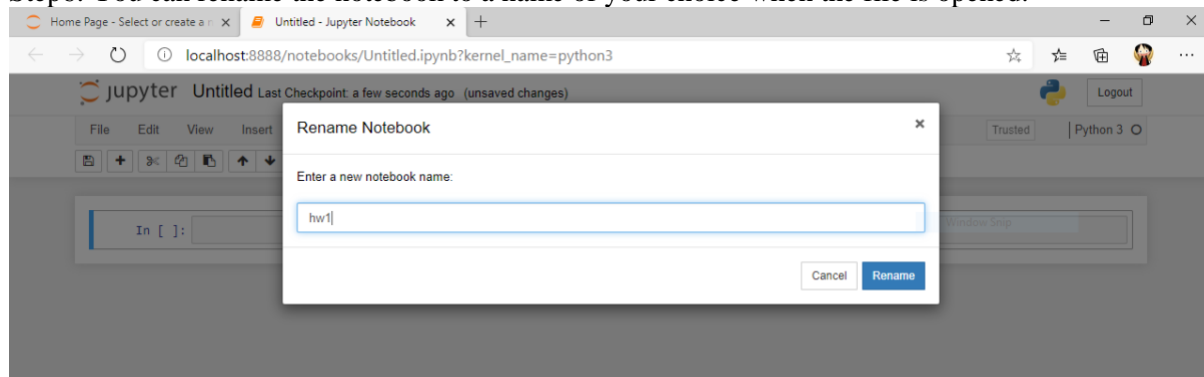 Home Page - Select or create a n
Untitled - Jupyter Notebook
localhost:8888/notebooks/Untitled.ipynb?kernel_name=python3
jupyter Untitled Last Checkpoint: a few seconds ago (unsaved changes)
Logout
File Edit View Insert
Trusted
Python 3
Rename Notebook
Enter a new notebook name:
hw1
In [ ]:
Window Snip
Cancel
Rename